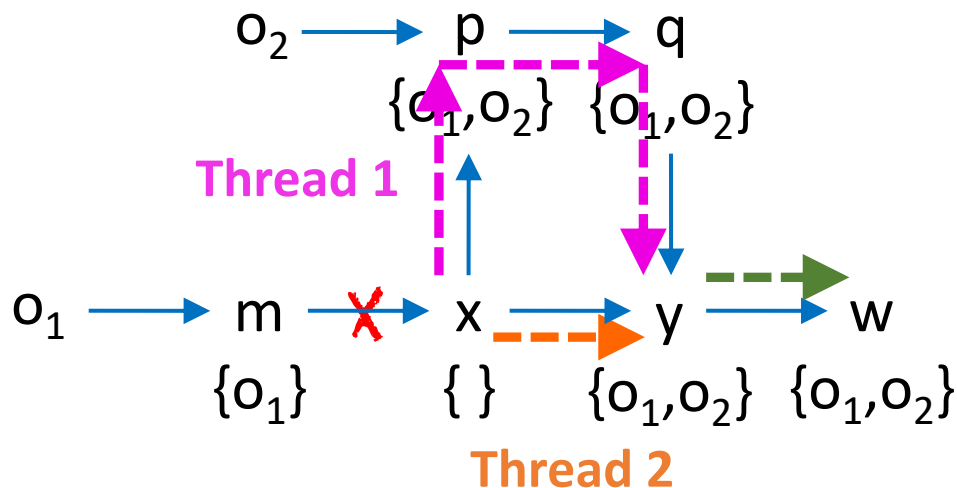 o₂ p q
{o₁,o₂} {o₁,o₂}
Thread 1
o₁ m x y w
{o₁} { } {o₁,o₂} {o₁,o₂}
Thread 2